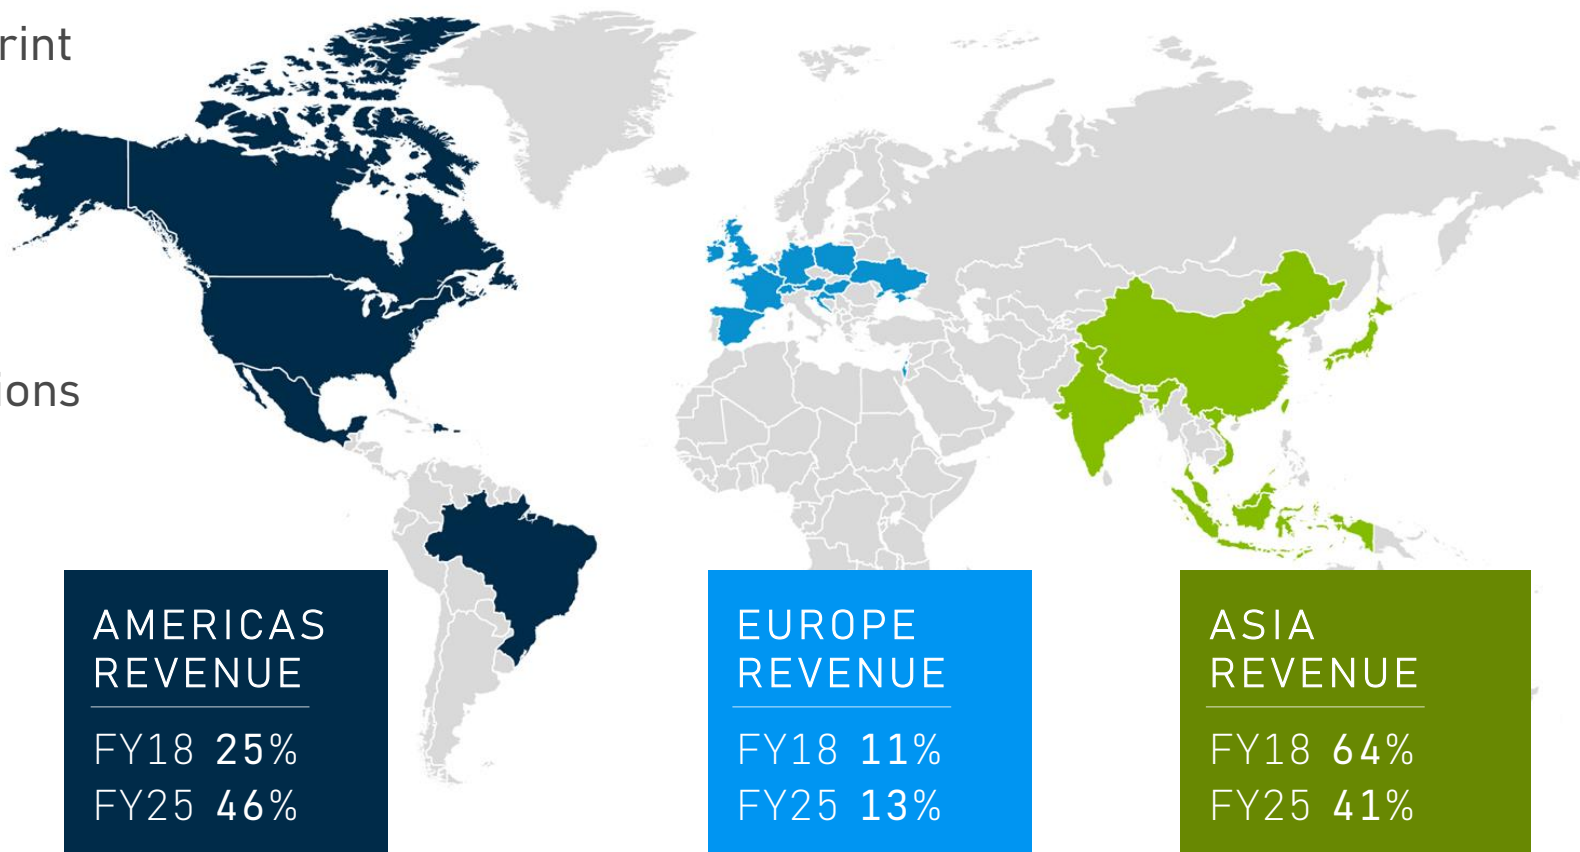 rint
ions
AMERICAS
REVENUE
FY18 25%
FY25 46%
EUROPE
REVENUE
FY18 11%
FY25 13%
ASIA
REVENUE
FY18 64%
FY25 41%